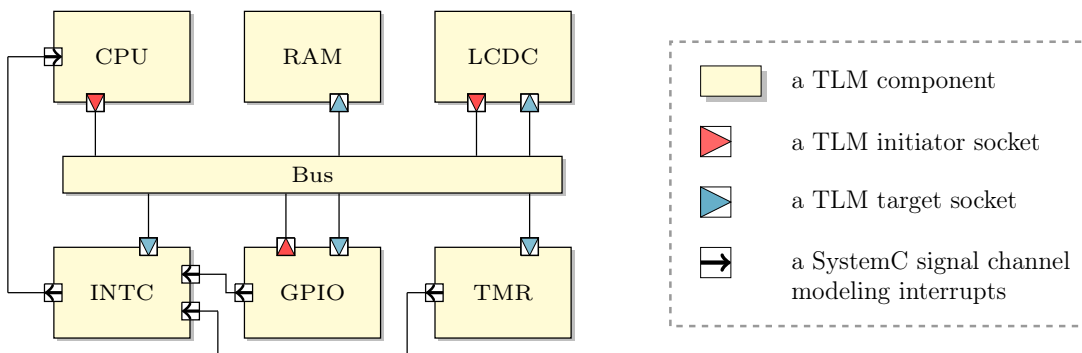 CPU
RAM
LCDC
Bus
INTC
GPIO
TMR
a TLM component
a TLM initiator socket
a TLM target socket
a SystemC signal channel
modeling interrupts